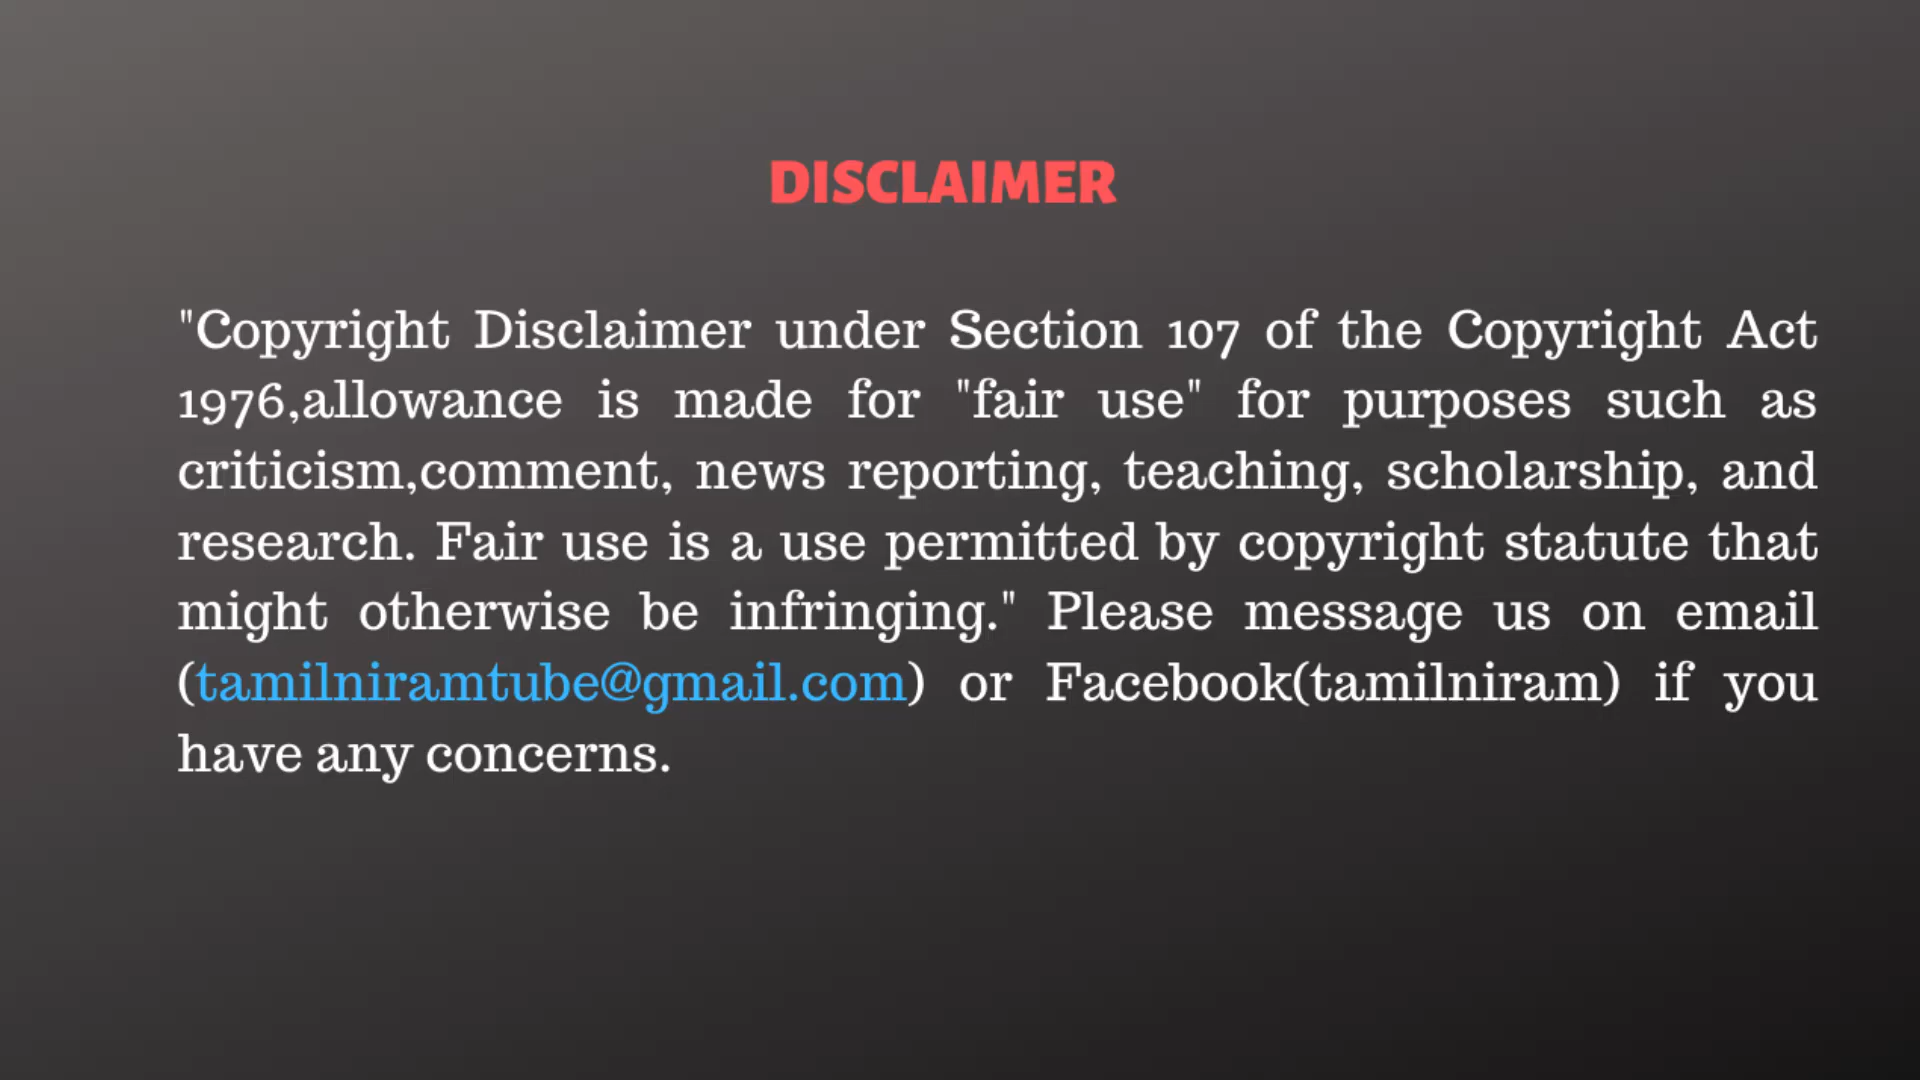 DISCLAIMER
"Copyright Disclaimer under Section 107 of the Copyright Act
1976,allowance is made for "fair use" for purposes such as
criticism,comment, news reporting, teaching, scholarship, and
research. Fair use is a use permitted by copyright statute that
might otherwise be infringing." Please message us on email
(tamilniramtube@gmail.com) or Facebook(tamilniram) if you
have any concerns.